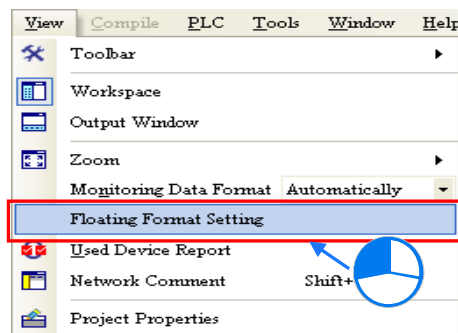 View Compile PLC Tools Window Help
Toolbar
Workspace
Output Window
Zoom
Monitoring Data Format Automatically
Floating Format Setting
Used Device Report
Network Comment Shift+
Project Properties